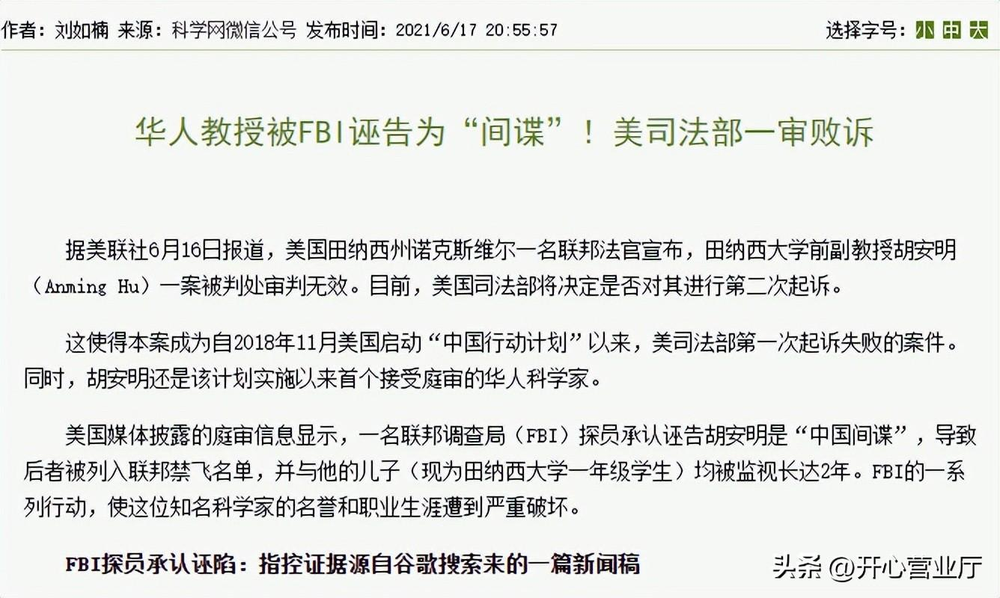 作者：刘如楠 来源：科学网微信公号 发布时间：2021/6/17 20:55:57
选择字号：小 中 大
华人教授被FBI诬告为“间谍”！美司法部一审败诉
据美联社6月16日报道，美国田纳西州诺克斯维尔一名联邦法官宣布，田纳西大学前副教授胡安明
（Anming Hu）一案被判处审判无效。目前，美国司法部将决定是否对其进行第二次起诉。
这使得本案成为自2018年11月美国启动“中国行动计划”以来，美司法部第一次起诉失败的案件。
同时，胡安明还是该计划实施以来首个接受庭审的华人科学家。
美国媒体披露的庭审信息显示，一名联邦调查局（FBI）探员承认诬告胡安明是“中国间谍”，导致
后者被列入联邦禁飞名单，并与他的儿子（现为田纳西大学一年级学生）均被监视长达2年。FBI的一系
列行动，使这位知名科学家的名誉和职业生涯遭到严重破坏。
FBI探员承认诬陷：指控证据源自谷歌搜索来的一篇新闻稿
头条 @开心营业厅